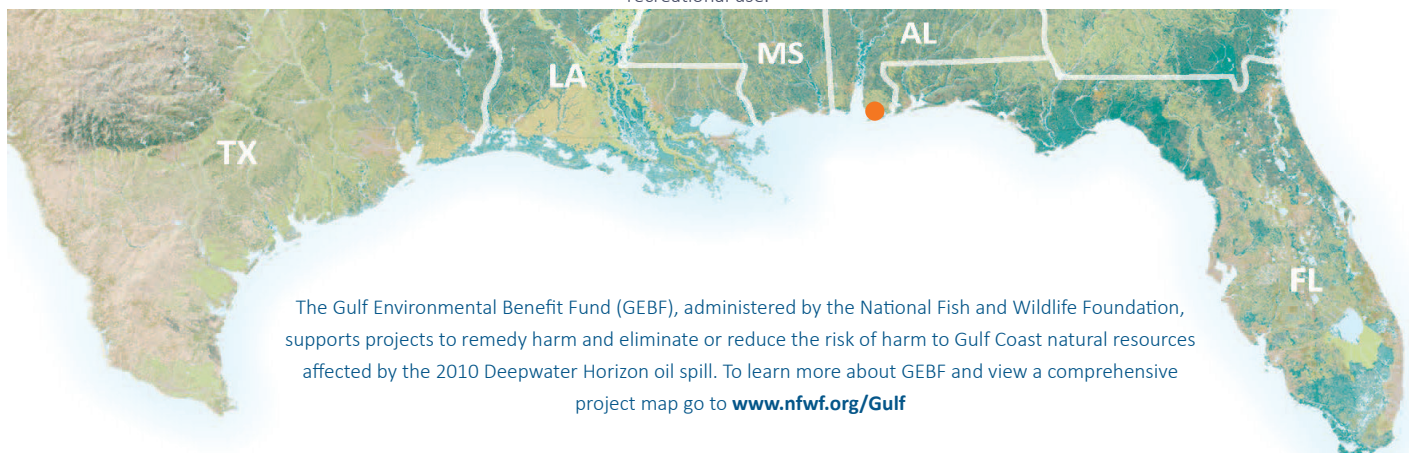 recreational use.
AL
MS
LA
TX
FL
The Gulf Environmental Benefit Fund (GEBF), administered by the National Fish and Wildlife Foundation,
supports projects to remedy harm and eliminate or reduce the risk of harm to Gulf Coast natural resources
affected by the 2010 Deepwater Horizon oil spill. To learn more about GEBF and view a comprehensive
project map go to www.nfwf.org/Gulf